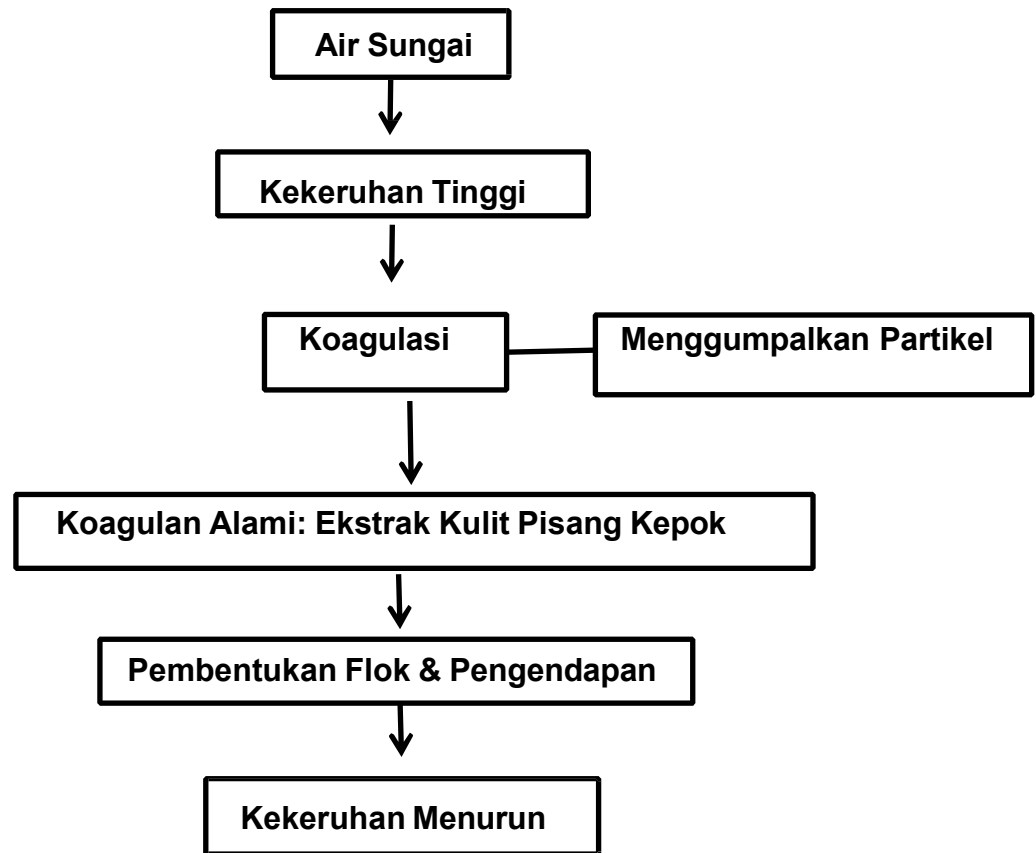 Air Sungai
Kekeruhan Tinggi
Koagulasi
Menggumpalkan Partikel
Koagulan Alami: Ekstrak Kulit Pisang Kepok
Pembentukan Flok & Pengendapan
Kekeruhan Menurun